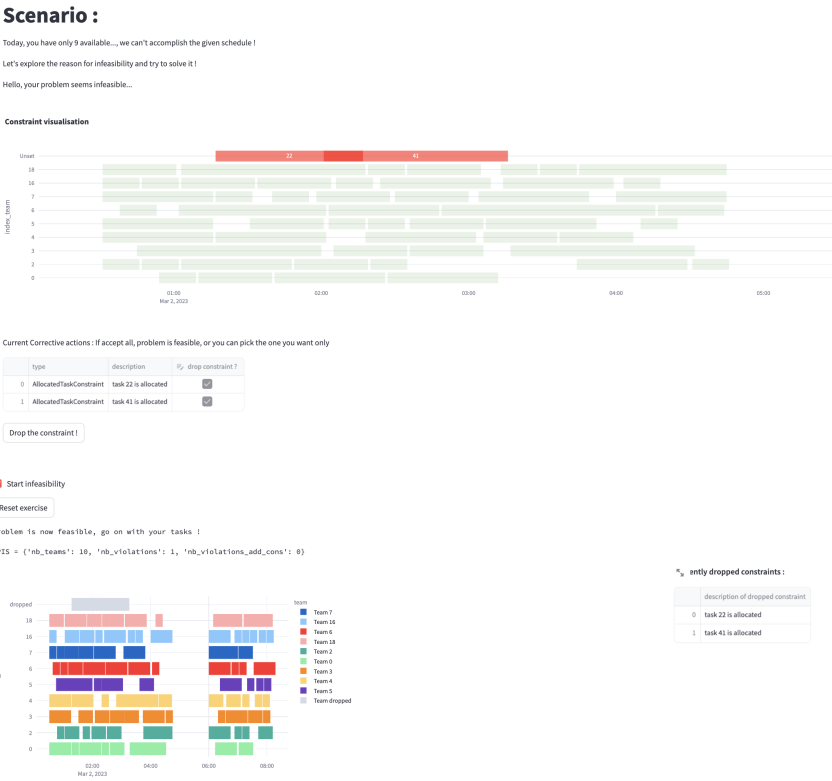 Scenario :
Today, you have only 9 available..., we can't accomplish the given schedule !
Let's explore the reason for infeasibility and try to solve it !
Hello, your problem seems infeasible...
Constraint visualisation
index_team
Unset
22
41
18
16
7
6
5
4
3
2
0
01:00
Mar 2, 2023
02:00
03:00
04:00
05:00
Current Corrective actions : If accept all, problem is feasible, or you can pick the one you want only
type description drop constraint ?
0 AllocatedTaskConstraint task 22 is allocated
1 AllocatedTaskConstraint task 41 is allocated
Drop the constraint !
Start infeasibility
Reset exercise
oblem is now feasible, go on with your tasks !
PIS = {'nb_teams': 10, 'nb_violations': 1, 'nb_violations_add_cons': 0}
ently dropped constraints :
description of dropped constraint
0 task 22 is allocated
1 task 41 is allocated
dropped
18
16
7
6
5
4
3
2
0
02:00
Mar 2, 2023
04:00
06:00
08:00
team
Team 7
Team 16
Team 6
Team 18
Team 2
Team 0
Team 3
Team 4
Team 5
Team dropped